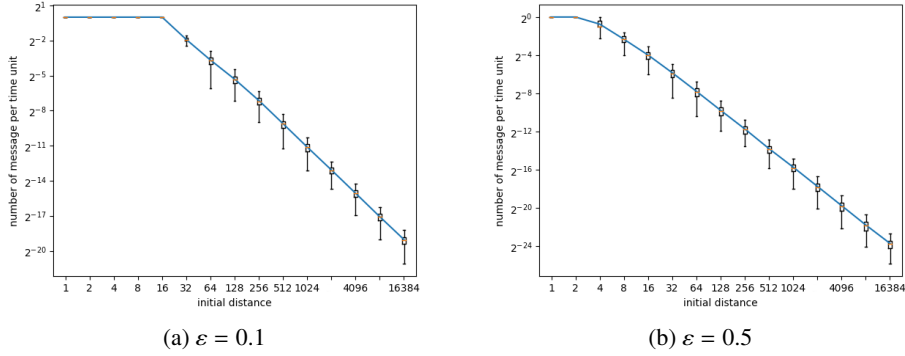 number of message per time unit
2^1
2^{-2}
2^{-5}
2^{-8}
2^{-11}
2^{-14}
2^{-17}
2^{-20}
1 2 4 8 16 32 64 128 256 512 1024 4096 16384
initial distance
(a) ε = 0.1
number of message per time unit
2^0
2^{-4}
2^{-8}
2^{-12}
2^{-16}
2^{-20}
2^{-24}
1 2 4 8 16 32 64 128 256 512 1024 4096 16384
initial distance
(b) ε = 0.5